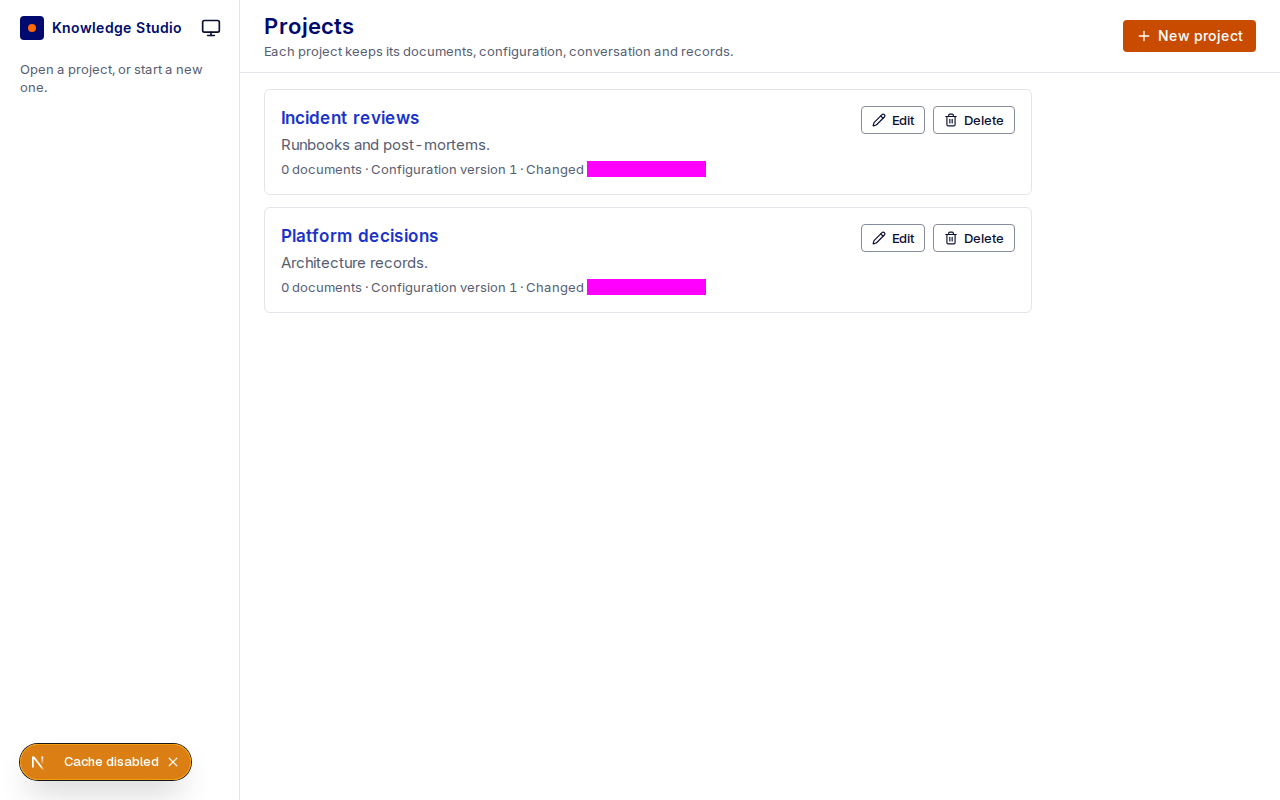 Knowledge Studio
Open a project, or start a new
one.
Projects
Each project keeps its documents, configuration, conversation and records.
New project
Incident reviews
Edit
Delete
Runbooks and post-mortems.
0 documents · Configuration version 1 · Changed
Platform decisions
Edit
Delete
Architecture records.
0 documents · Configuration version 1 · Changed
Cache disabled